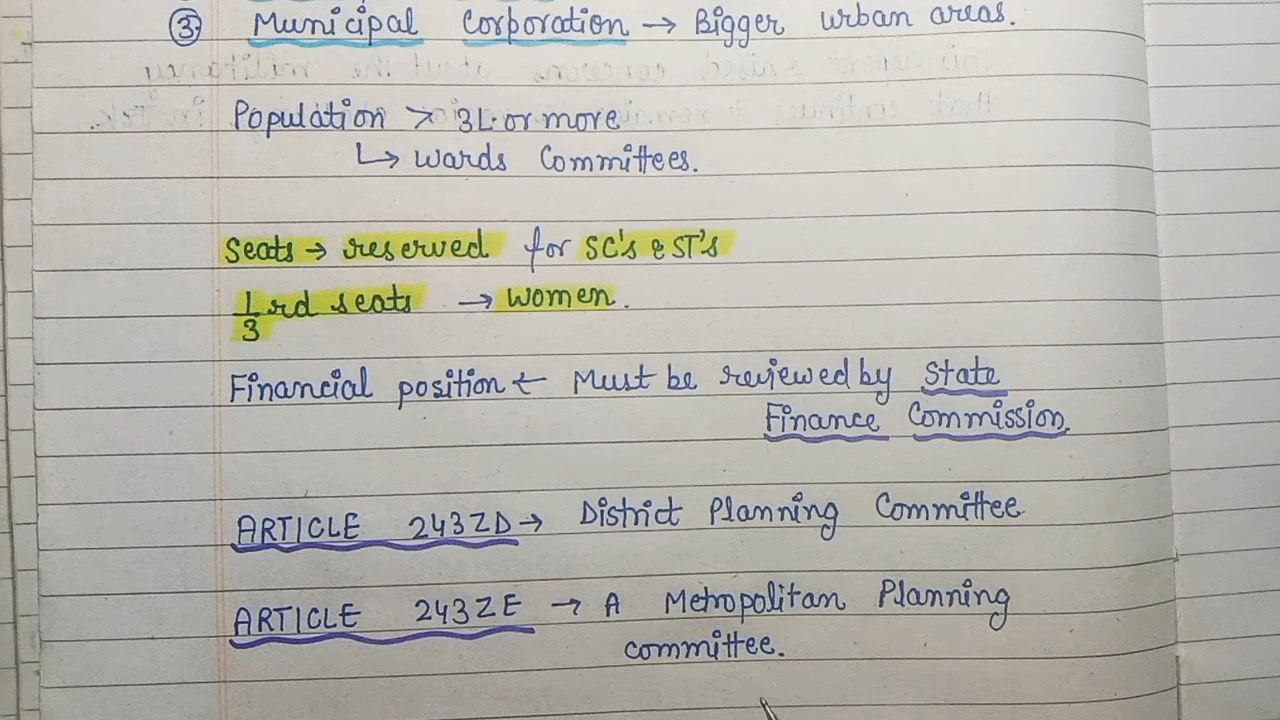 ③ Municipal Corporation → Bigger urban areas.
Population > 3L. or more
↳ wards Committees.
Seats → reserved for SC's & ST's
1/3 rd seats → women.
Financial position ← Must be reviewed by State
Finance Commission.
ARTICLE 243ZD → District Planning Committee
ARTICLE 243ZE → A Metropolitan Planning
committee.